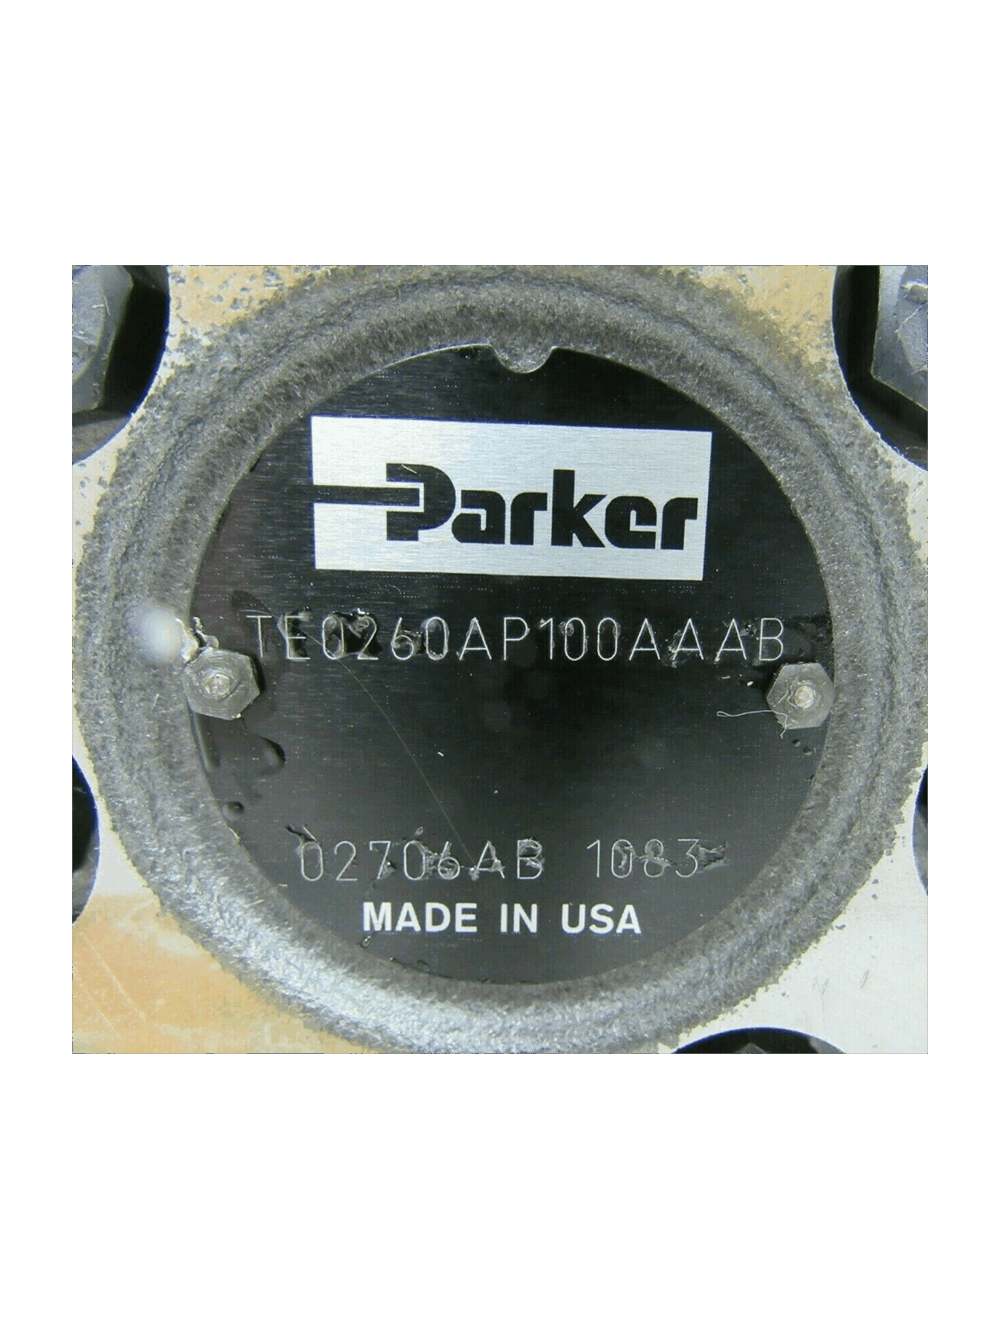 Parker
TE0260AP100AAAB
02706AB 1083
MADE IN USA